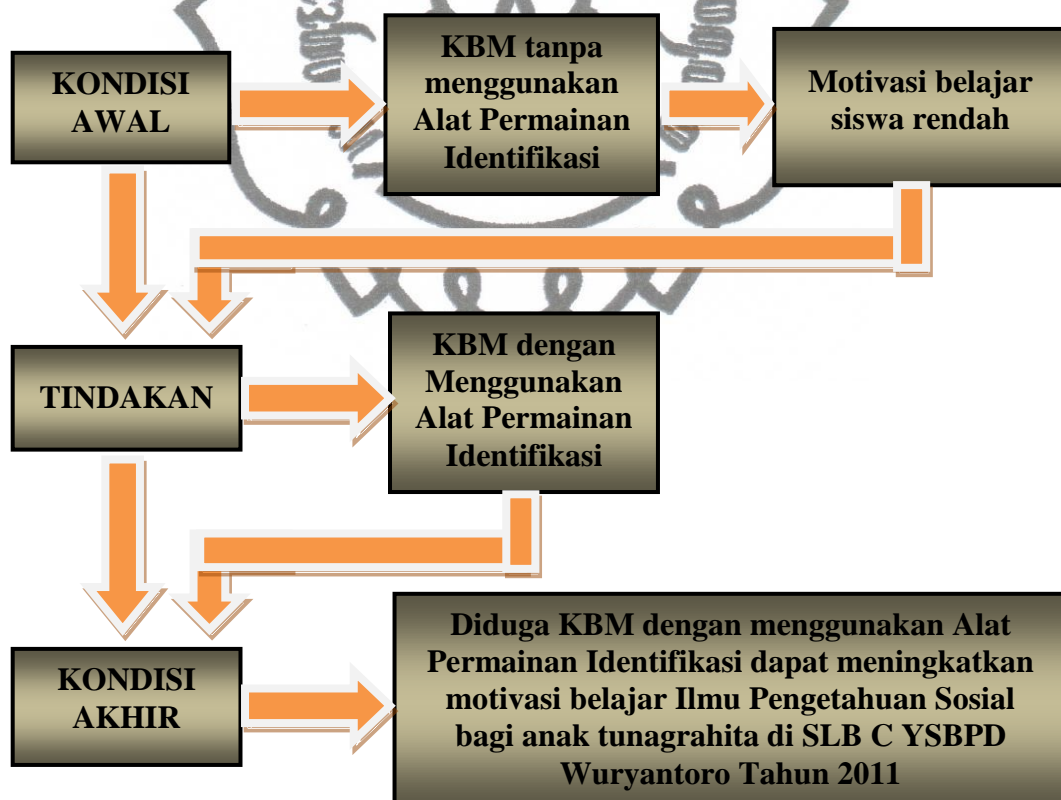 KONDISI
AWAL
KBM tanpa
menggunakan
Alat Permainan
Identifikasi
Motivasi belajar
siswa rendah
TINDAKAN
KBM dengan
Menggunakan
Alat Permainan
Identifikasi
KONDISI
AKHIR
Diduga KBM dengan menggunakan Alat
Permainan Identifikasi dapat meningkatkan
motivasi belajar Ilmu Pengetahuan Sosial
bagi anak tunagrahita di SLB C YSBPD
Wuryantoro Tahun 2011